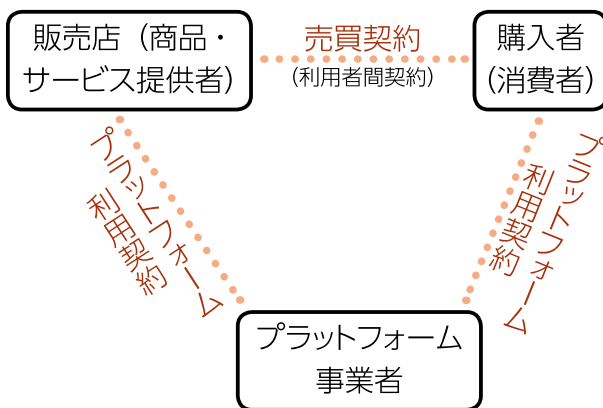 販売店（商品・
サービス提供者）
売買契約
（利用者間契約）
購入者
（消費者）
プラットフォーム
利用契約
プラットフォーム
利用契約
プラットフォーム
事業者